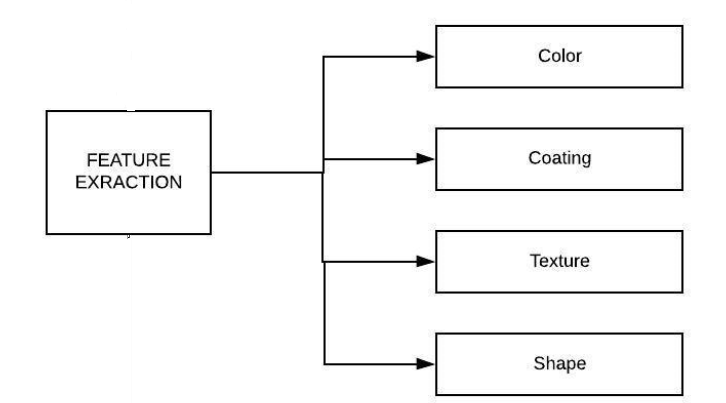 FEATURE
EXRACTION
Color
Coating
Texture
Shape